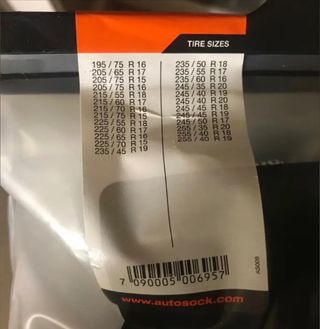 TIRE SIZES
195 / 75 R 16
205 / 65 R 17
205 / 75 R 15
205 / 75 R 16
215 / 55 R 18
215 / 60 R 17
215 / 70 R 16
215 / 75 R 15
225 / 55 R 18
225 / 60 R 17
225 / 65 R 16
225 / 70 R 15
235 / 45 R 19
235 / 50 R 18
235 / 55 R 17
235 / 60 R 16
245 / 35 R 20
245 / 40 R 19
245 / 40 R 20
245 / 45 R 18
245 / 45 R 19
245 / 50 R 17
255 / 35 R 20
255 / 40 R 18
255 / 40 R 19
7 090005 006957
AS009
www.autosock.com